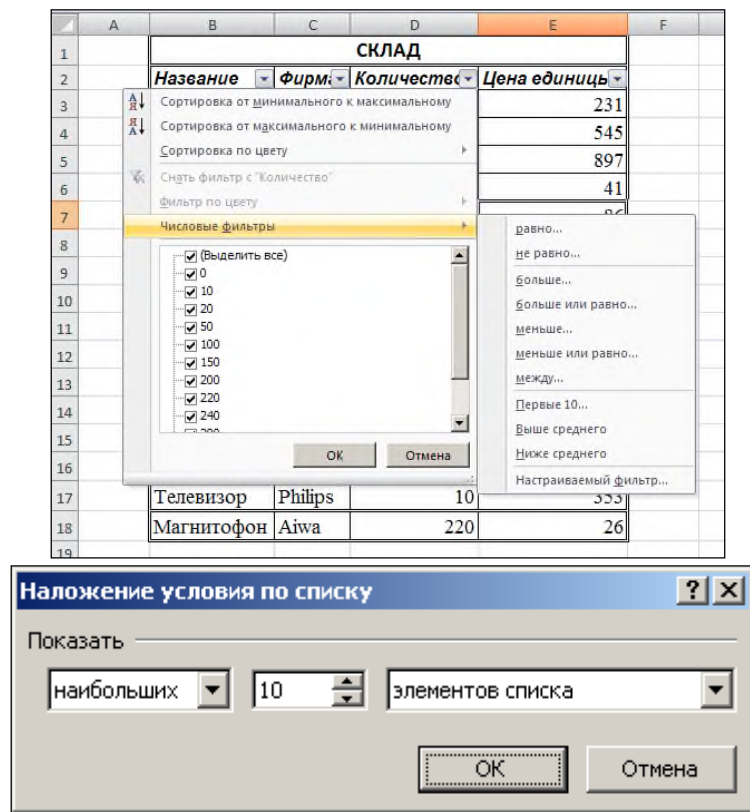 A B C D E F
1 СКЛАД
2 Название Фирма Количество Цена единицы
3 Сортировка от минимального к максимальному 231
4 Сортировка от максимального к минимальному 545
5 Сортировка по цвету 897
6 Снять фильтр с "Количество" 41
Фильтр по цвету
7 Числовые фильтры 86
равно...
8 (Выделить все)
не равно...
9 0
больше...
10
10 20
больше или равно...
50
11 меньше...
100
12 меньше или равно...
150
13 200
между...
220
14 240
Первые 10...
15 Выше среднего
16 ОК Отмена
Ниже среднего
Настраиваемый фильтр...
17 Телевизор Philips 10 353
18 Магнитофон Aiwa 220 26
19
Наложение условия по списку
Показать
наибольших 10 элементов списка
ОК Отмена